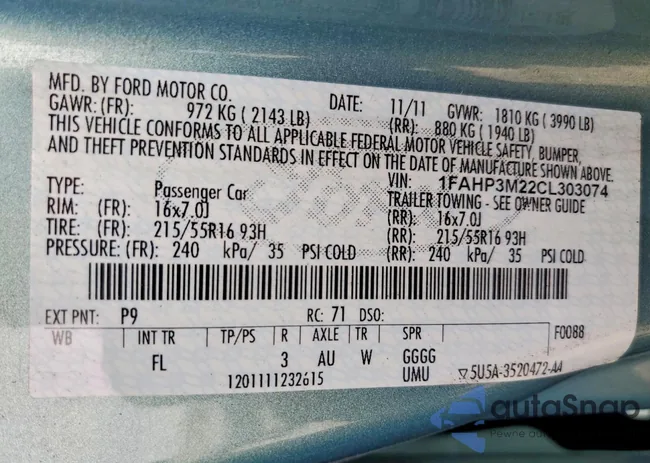 MFD. BY FORD MOTOR CO. DATE: 11/11 GVWR: 1810 KG ( 3990 LB)
GAWR: (FR): 972 KG ( 2143 LB) (RR): 880 KG ( 1940 LB)
THIS VEHICLE CONFORMS TO ALL APPLICABLE FEDERAL MOTOR VEHICLE SAFETY, BUMPER,
AND THEFT PREVENTION STANDARDS IN EFFECT ON THE DATE OF MANUFACTURE SHOWN ABOVE.
VIN: 1FAHP3M22CL303074
TYPE: Passenger Car TRAILER TOWING - SEE OWNER GUIDE
RIM: (FR): 16x7.0J (RR): 16x7.0J
TIRE: (FR): 215/55R16 93H (RR): 215/55R16 93H
PRESSURE: (FR): 240 kPa/ 35 PSI COLD (RR): 240 kPa/ 35 PSI COLD
EXT PNT: P9 RC: 71 DSO:
WB INT TR TP/PS R AXLE TR SPR F0088
FL 3 AU W GGGG
1201111232615 UMU ▽5U5A-3520472-AA
autoSnap